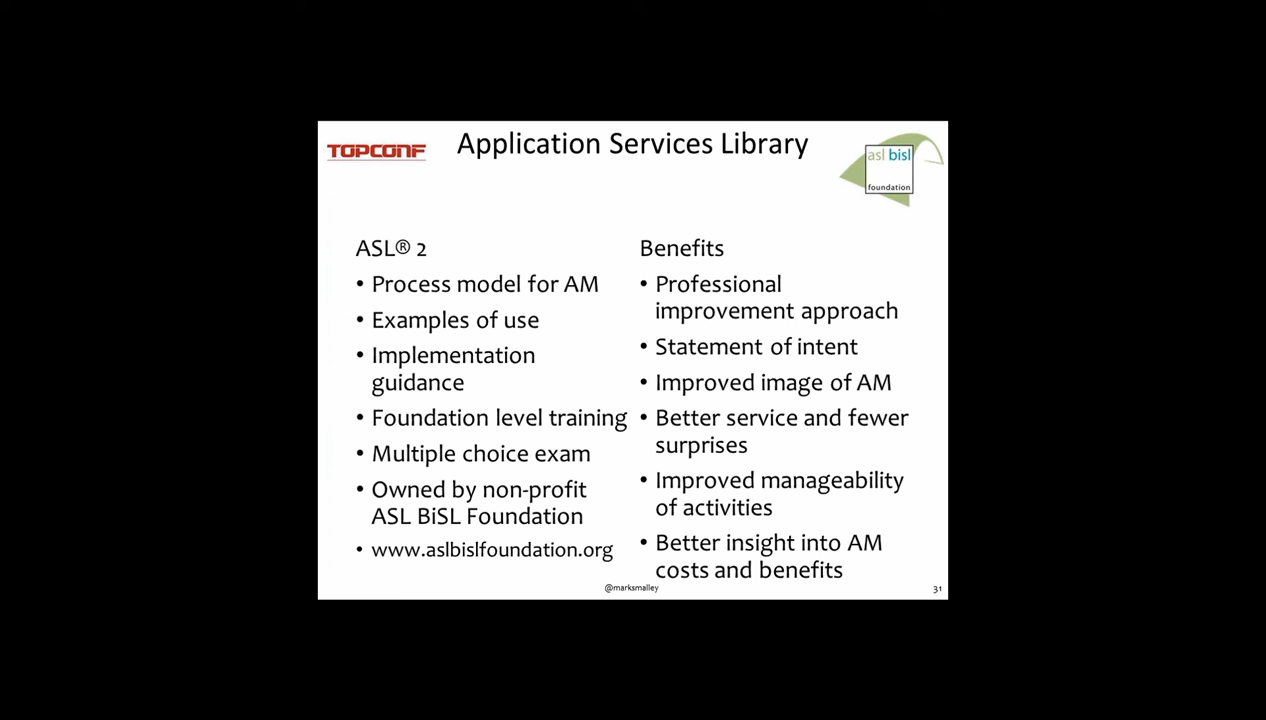 TOPCONF
Application Services Library
asl bisl
foundation
ASL® 2
• Process model for AM
• Examples of use
• Implementation
guidance
• Foundation level training
• Multiple choice exam
• Owned by non-profit
ASL BiSL Foundation
• www.aslbislfoundation.org
Benefits
• Professional
improvement approach
• Statement of intent
• Improved image of AM
• Better service and fewer
surprises
• Improved manageability
of activities
• Better insight into AM
costs and benefits
@marksmalley
31